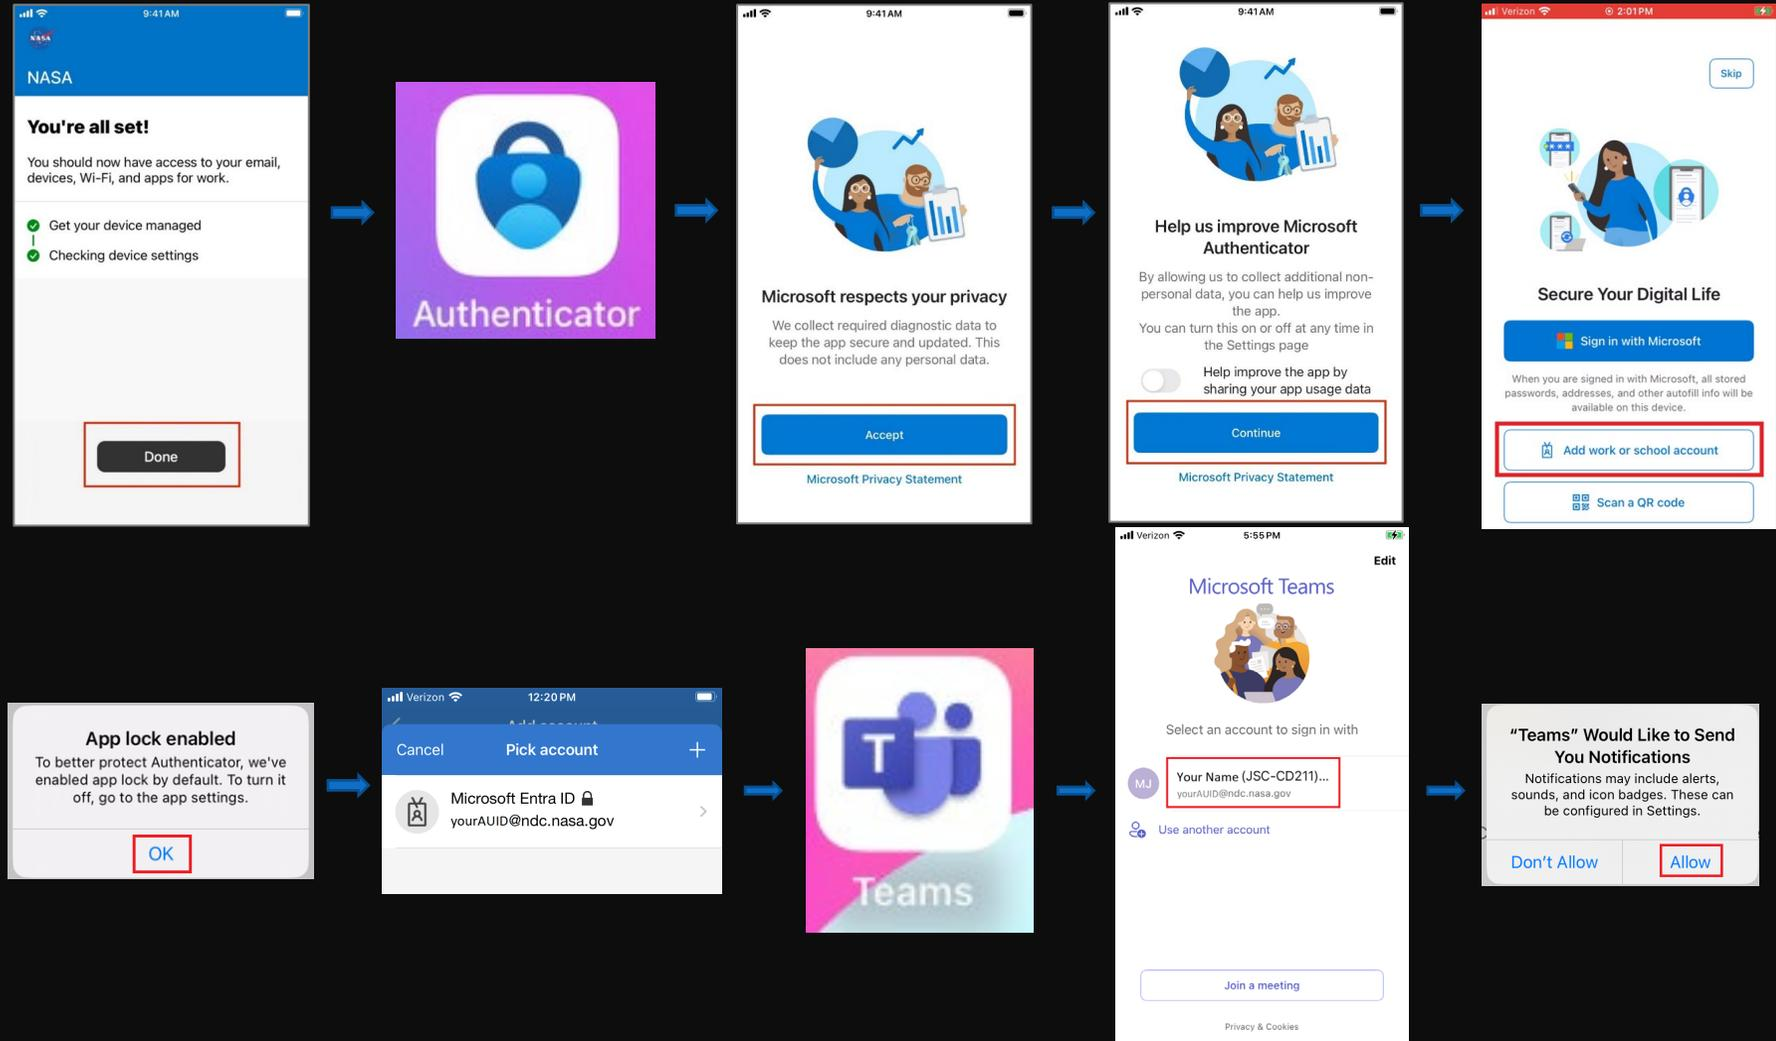 9:41 AM
NASA
NASA
You're all set!
You should now have access to your email,
devices, Wi-Fi, and apps for work.
Get your device managed
Checking device settings
Done
Authenticator
9:41 AM
Microsoft respects your privacy
We collect required diagnostic data to
keep the app secure and updated. This
does not include any personal data.
Accept
Microsoft Privacy Statement
9:41 AM
Help us improve Microsoft
Authenticator
By allowing us to collect additional non-
personal data, you can help us improve
the app.
You can turn this on or off at any time in
the Settings page
Help improve the app by
sharing your app usage data
Continue
Microsoft Privacy Statement
Verizon 2:01 PM
Skip
Secure Your Digital Life
Sign in with Microsoft
When you are signed in with Microsoft, all stored
passwords, addresses, and other autofill info will be
available on this device.
Add work or school account
Scan a QR code
App lock enabled
To better protect Authenticator, we've
enabled app lock by default. To turn it
off, go to the app settings.
OK
Verizon 12:20 PM
Add account
Cancel Pick account
Microsoft Entra ID
yourAUID@ndc.nasa.gov
T
Teams
Verizon 5:55 PM
Edit
Microsoft Teams
Select an account to sign in with
MJ
Your Name (JSC-CD211)...
yourAUID@ndc.nasa.gov
Use another account
Join a meeting
Privacy & Cookies
“Teams” Would Like to Send
You Notifications
Notifications may include alerts,
sounds, and icon badges. These can
be configured in Settings.
Don't Allow Allow